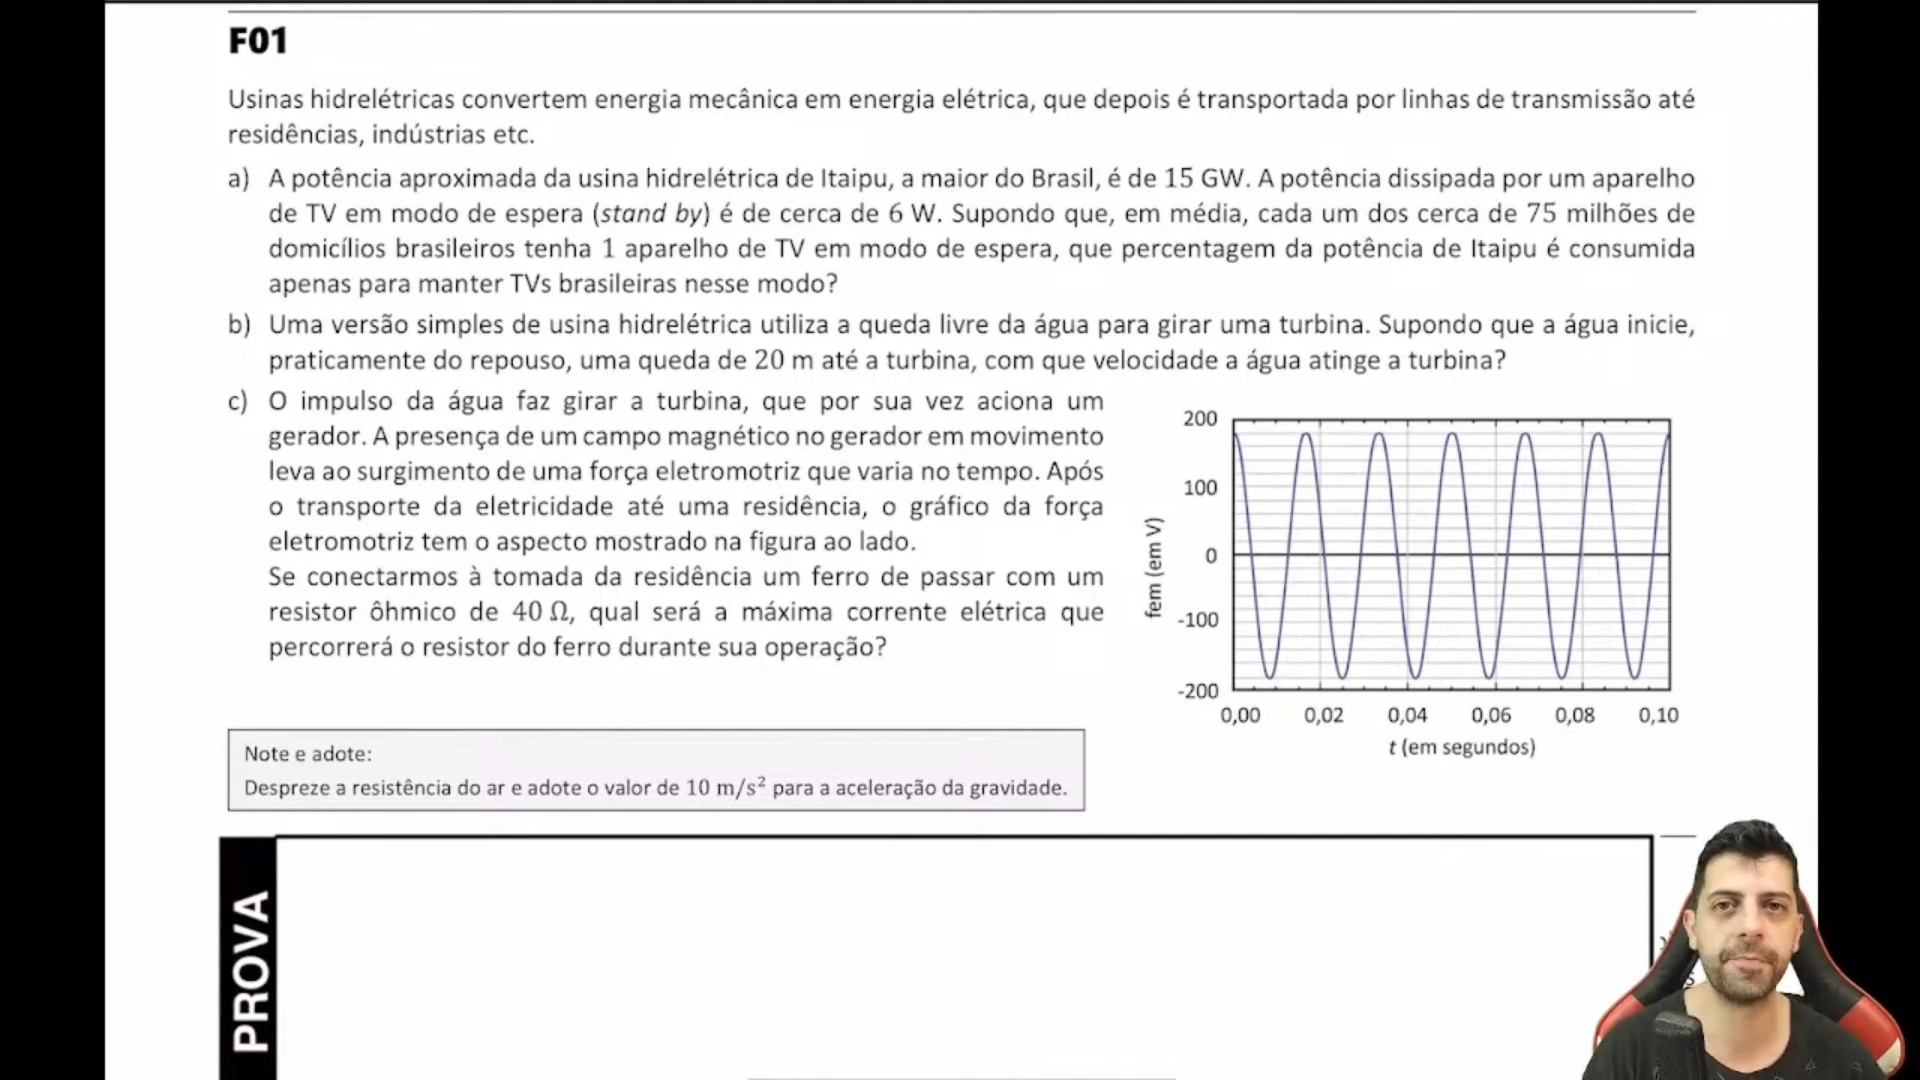 F01
Usinas hidrelétricas convertem energia mecânica em energia elétrica, que depois é transportada por linhas de transmissão até
residências, indústrias etc.
a) A potência aproximada da usina hidrelétrica de Itaipu, a maior do Brasil, é de 15 GW. A potência dissipada por um aparelho
de TV em modo de espera (stand by) é de cerca de 6 W. Supondo que, em média, cada um dos cerca de 75 milhões de
domicílios brasileiros tenha 1 aparelho de TV em modo de espera, que percentagem da potência de Itaipu é consumida
apenas para manter TVs brasileiras nesse modo?
b) Uma versão simples de usina hidrelétrica utiliza a queda livre da água para girar uma turbina. Supondo que a água inicie,
praticamente do repouso, uma queda de 20 m até a turbina, com que velocidade a água atinge a turbina?
c) O impulso da água faz girar a turbina, que por sua vez aciona um
gerador. A presença de um campo magnético no gerador em movimento
leva ao surgimento de uma força eletromotriz que varia no tempo. Após
o transporte da eletricidade até uma residência, o gráfico da força
eletromotriz tem o aspecto mostrado na figura ao lado.
Se conectarmos à tomada da residência um ferro de passar com um
resistor ôhmico de 40 Ω, qual será a máxima corrente elétrica que
percorrerá o resistor do ferro durante sua operação?
200
100
0
-100
-200
fem (em V)
0,00 0,02 0,04 0,06 0,08 0,10
t (em segundos)
Note e adote:
Despreze a resistência do ar e adote o valor de 10 m/s² para a aceleração da gravidade.
PROVA